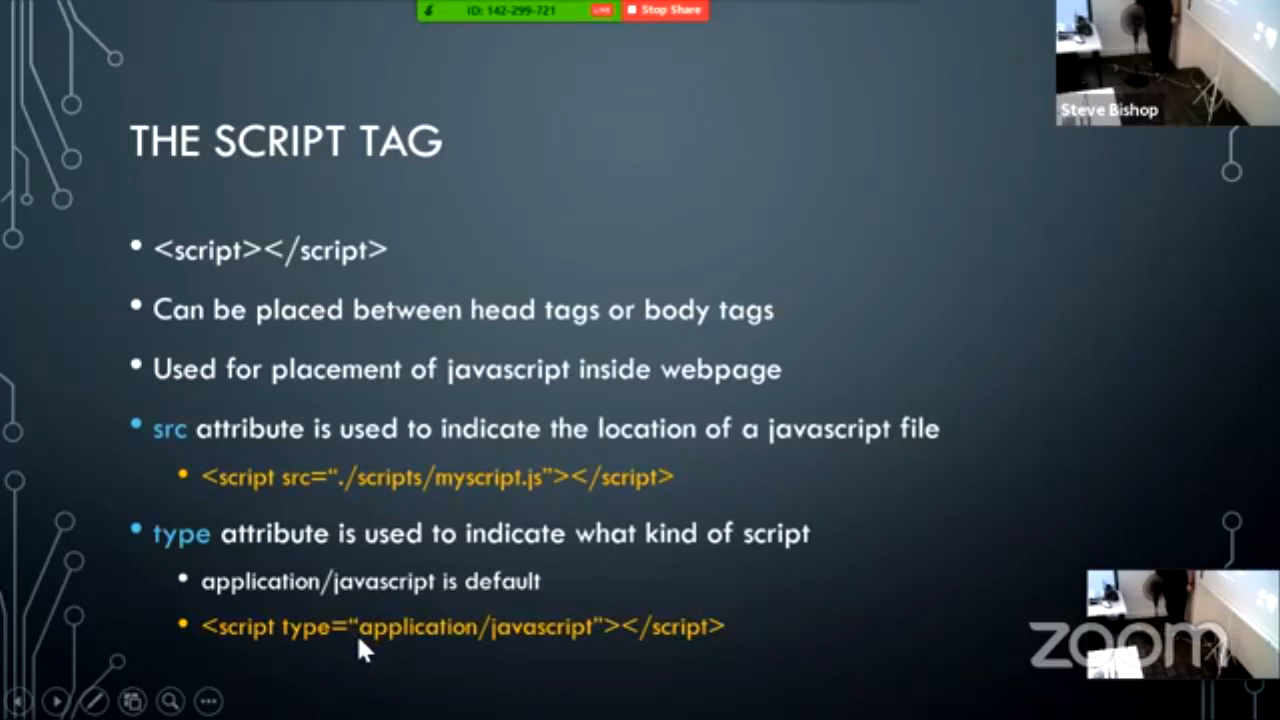 ID: 142-299-721 LIVE Stop Share
Steve Bishop
THE SCRIPT TAG
• <script></script>
• Can be placed between head tags or body tags
• Used for placement of javascript inside webpage
• src attribute is used to indicate the location of a javascript file
• <script src=“./scripts/myscript.js”></script>
• type attribute is used to indicate what kind of script
• application/javascript is default
• <script type=“application/javascript”></script>
zoom